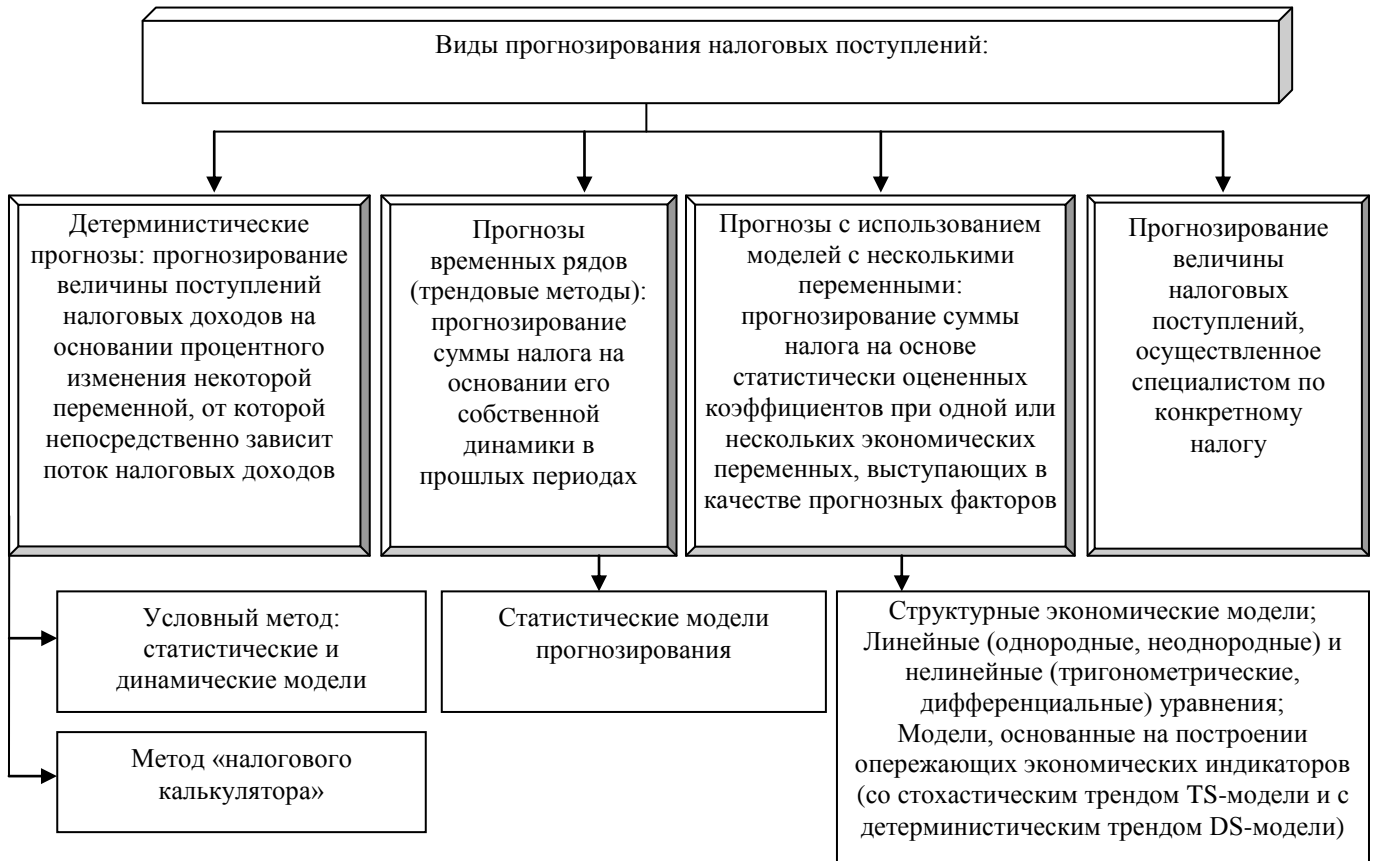 Виды прогнозирования налоговых поступлений:
Детерминистические
прогнозы: прогнозирование
величины поступлений
налоговых доходов на
основании процентного
изменения некоторой
переменной, от которой
непосредственно зависит
поток налоговых доходов
Прогнозы
временных рядов
(трендовые методы):
прогнозирование
суммы налога на
основании его
собственной
динамики в
прошлых периодах
Прогнозы с использованием
моделей с несколькими
переменными:
прогнозирование суммы
налога на основе
статистически оцененных
коэффициентов при одной или
нескольких экономических
переменных, выступающих в
качестве прогнозных факторов
Прогнозирование
величины
налоговых
поступлений,
осуществленное
специалистом по
конкретному
налогу
Условный метод:
статистические и
динамические модели
Метод «налогового
калькулятора»
Статистические модели
прогнозирования
Структурные экономические модели;
Линейные (однородные, неоднородные) и
нелинейные (тригонометрические,
дифференциальные) уравнения;
Модели, основанные на построении
опережающих экономических индикаторов
(со стохастическим трендом TS-модели и с
детерминистическим трендом DS-модели)